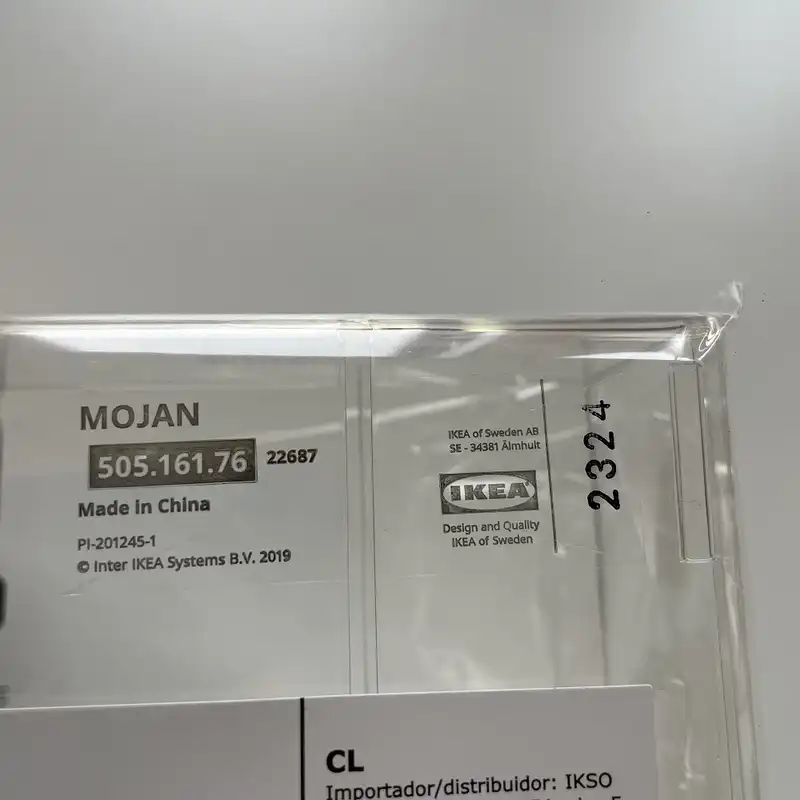 MOJAN
505.161.76 22687
Made in China
PI-201245-1
© Inter IKEA Systems B.V. 2019
IKEA of Sweden AB
SE - 34381 Älmhult
IKEA
Design and Quality
IKEA of Sweden
2324
CL
Importador/distribuidor: IKSO